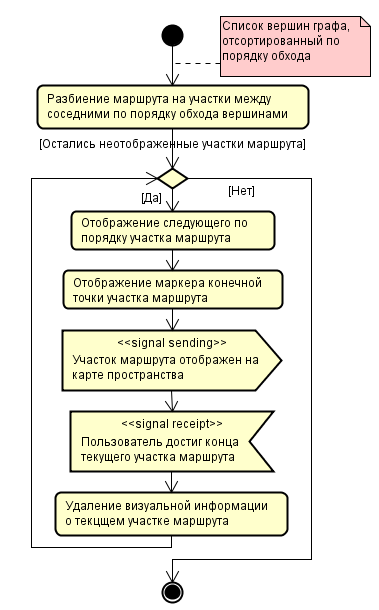 Список вершин графа,
отсортированный по
порядку обхода
Разбиение маршрута на участки между
соседними по порядку обхода вершинами
[Остались неотображенные участки маршрута]
[Да]
[Нет]
Отображение следующего по
порядку участка маршрута
Отображение маркера конечной
точки участка маршрута
<<signal sending>>
Участок маршрута отображен на
карте пространства
<<signal receipt>>
Пользователь достиг конца
текущего участка маршрута
Удаление визуальной информации
о текцщем участке маршрута